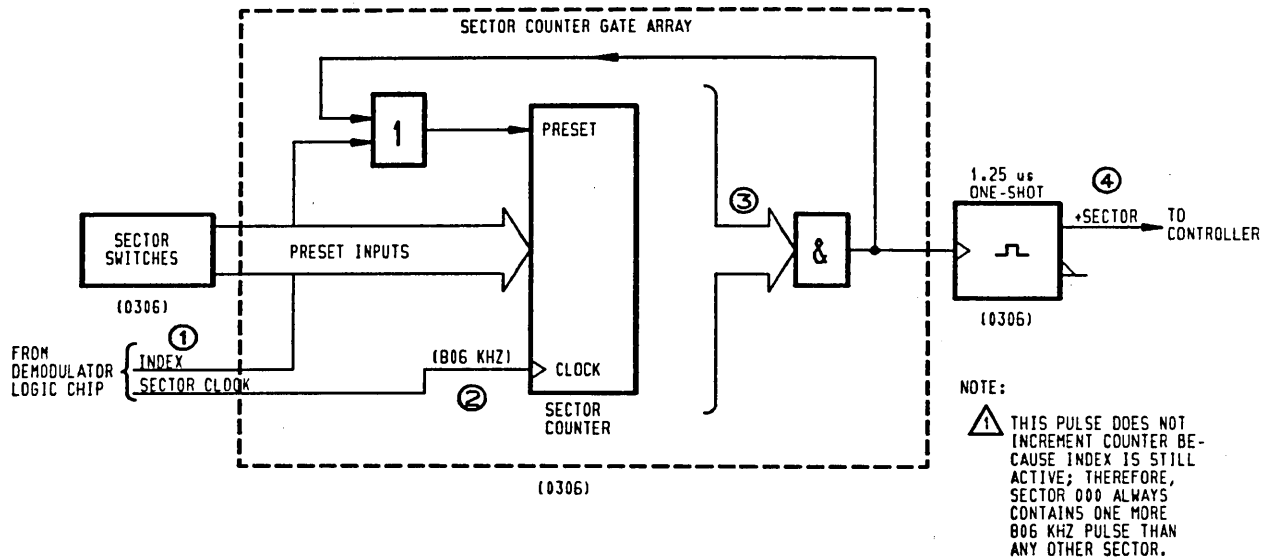 SECTOR COUNTER GATE ARRAY
1
PRESET
SECTOR
SWITCHES
(0306)
PRESET INPUTS
3
&
1.25 us
ONE-SHOT
4
+SECTOR
TO
CONTROLLER
(0306)
FROM
DEMODULATOR
LOGIC CHIP
1
INDEX
SECTOR CLOCK
(806 KHZ)
2
CLOCK
SECTOR
COUNTER
(0306)
NOTE:
1
THIS PULSE DOES NOT
INCREMENT COUNTER BE-
CAUSE INDEX IS STILL
ACTIVE; THEREFORE,
SECTOR 000 ALWAYS
CONTAINS ONE MORE
806 KHZ PULSE THAN
ANY OTHER SECTOR.